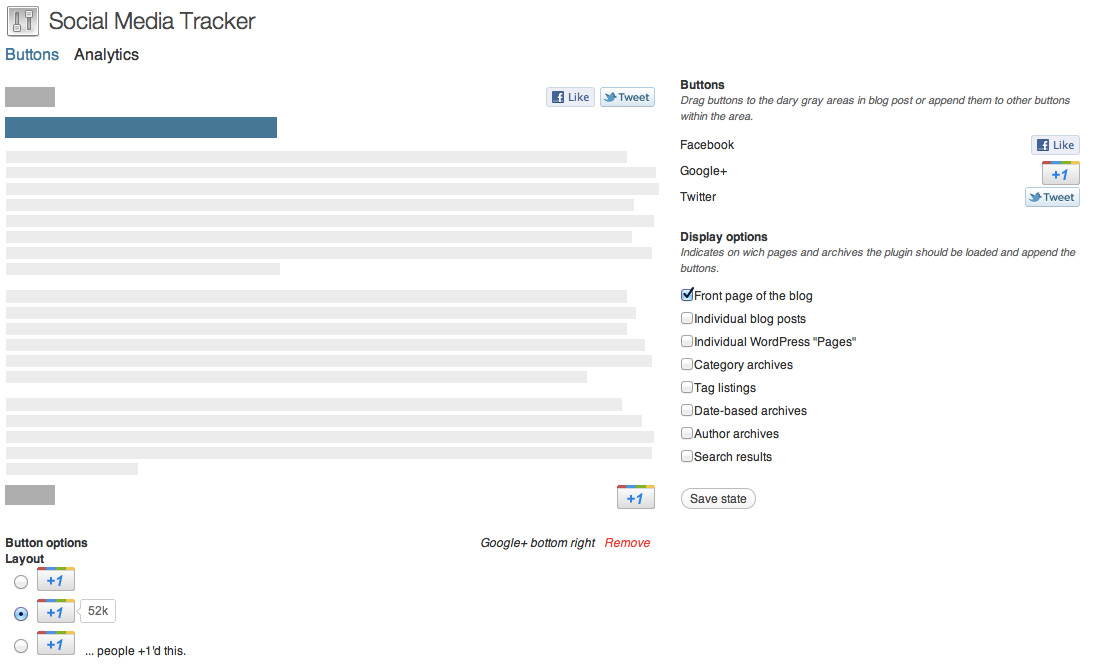 Social Media Tracker
Buttons Analytics
Like Tweet
Buttons
Drag buttons to the dary gray areas in blog post or append them to other buttons
within the area.
Facebook Like
Google+ +1
Twitter Tweet
Display options
Indicates on wich pages and archives the plugin should be loaded and append the
buttons.
Front page of the blog
Individual blog posts
Individual WordPress "Pages"
Category archives
Tag listings
Date-based archives
Author archives
Search results
+1
Save state
Button options
Google+ bottom right Remove
Layout
+1
+1 52k
+1 ... people +1'd this.